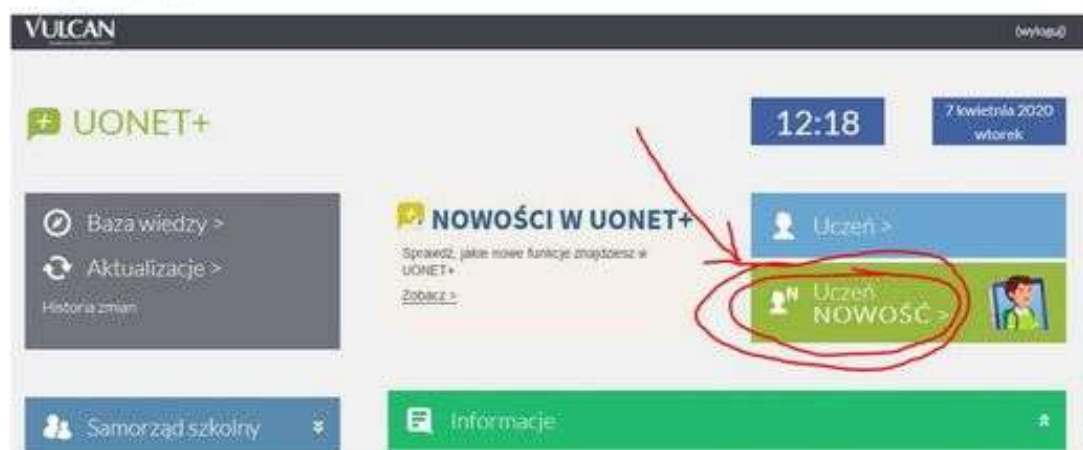 VULCAN
(wyloguj)
UONET+
12:18
7 kwietnia 2020
wtorek
Baza wiedzy >
Aktualizacje >
Historia zmian
NOWOŚCI W UONET+
Sprawdź, jakie nowe funkcje znajdziesz w
UONET+
Zobacz >
Uczeń >
N Uczeń
NOWOŚĆ >
Samorząd szkolny
Informacje